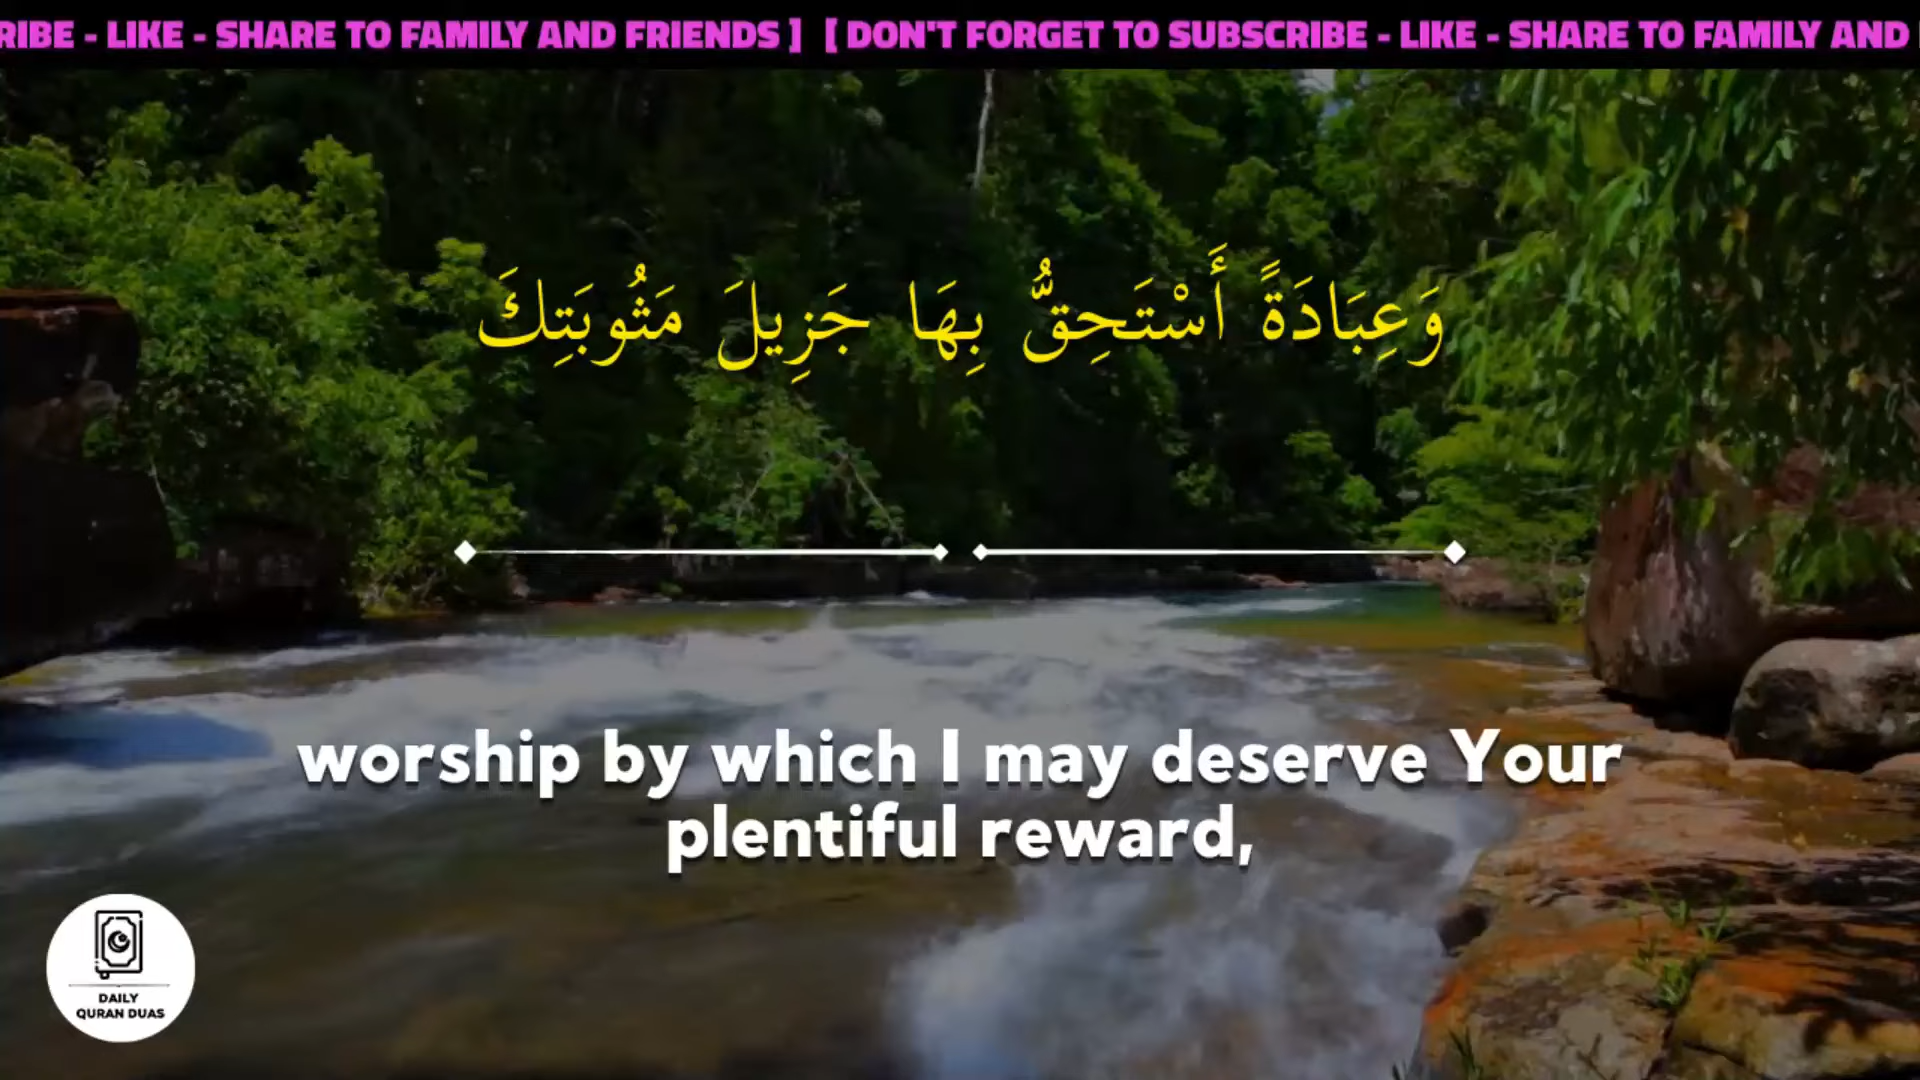 RIBE - LIKE - SHARE TO FAMILY AND FRIENDS ] [ DON'T FORGET TO SUBSCRIBE - LIKE - SHARE TO FAMILY AND
وَعِبَادَةً أَسْتَحِقُّ بِهَا جَزِيلَ مَثُوبَتِكَ
worship by which I may deserve Your
plentiful reward,
DAILY
QURAN DUAS